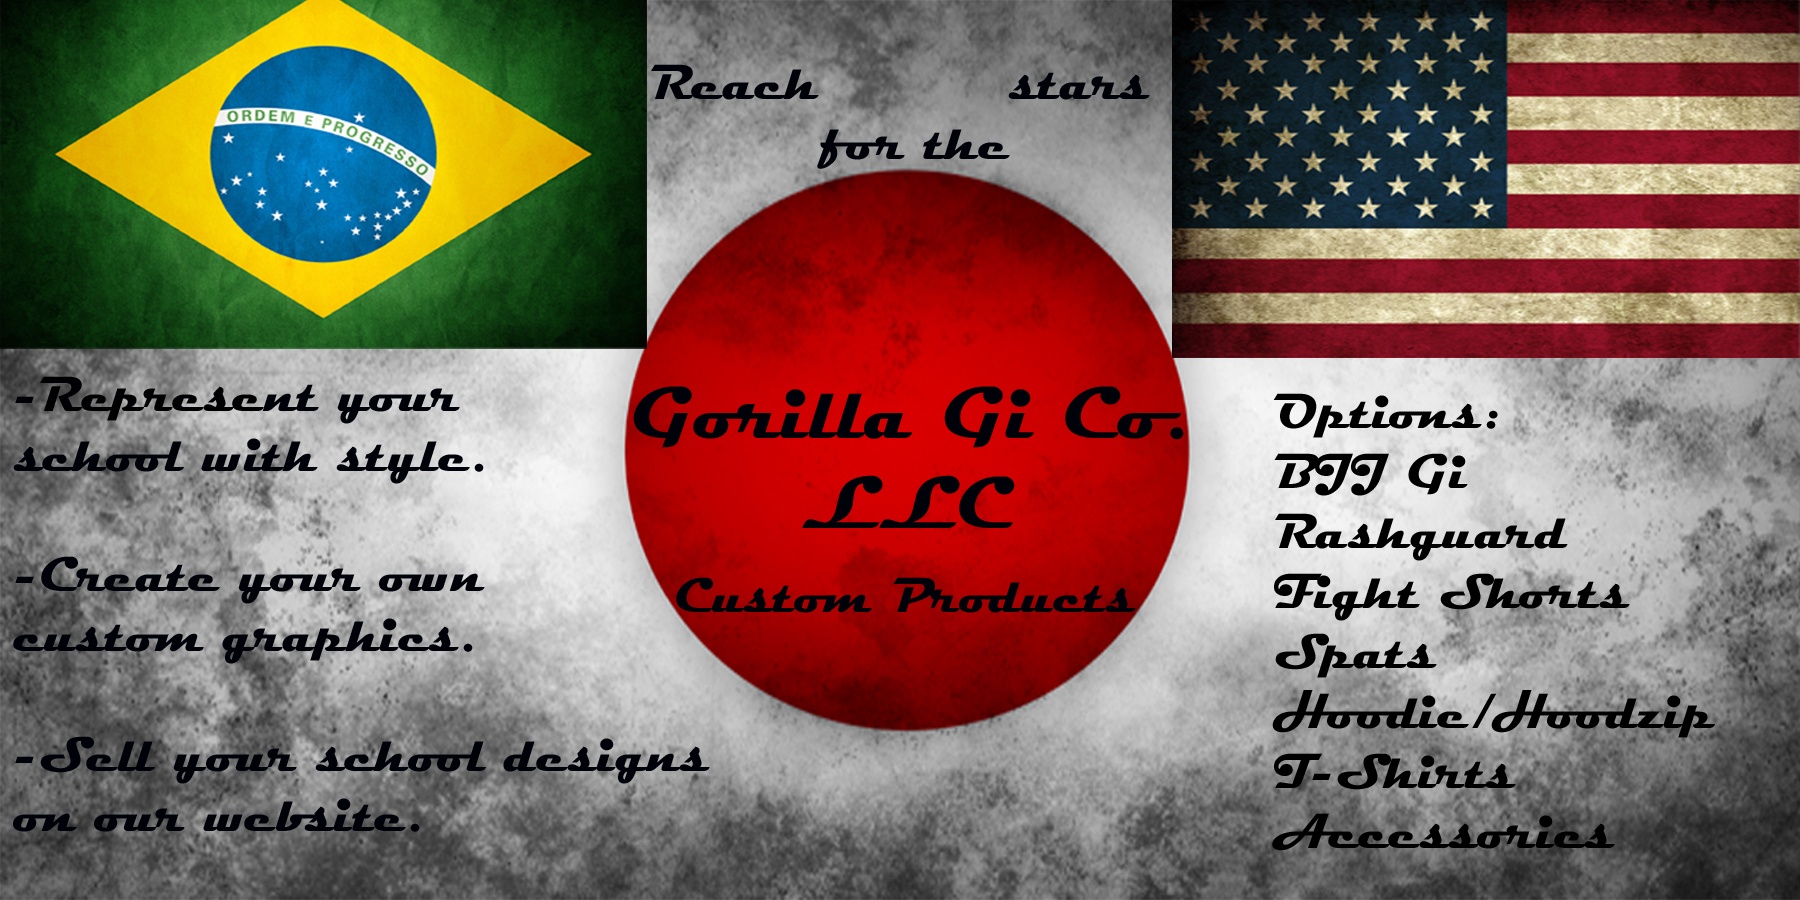 ORDEM E PROGRESSO
Reach stars
for the
Gorilla Gi Co.
LLC
Custom Products
-Represent your
school with style.
-Create your own
custom graphics.
-Sell your school designs
on our website.
Options:
BJJ Gi
Rashguard
Fight Shorts
Spats
Hoodie/Hoodzip
T-Shirts
Accessories